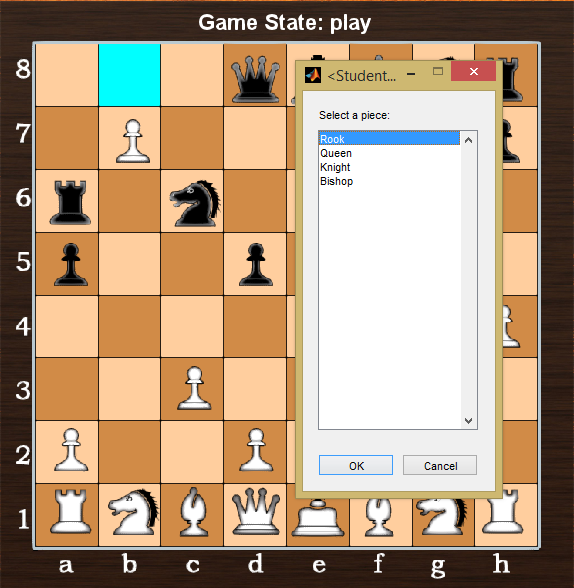 Game State: play
8
<Student...
Select a piece:
7
Rook
Queen
Knight
Bishop
6
5
4
3
2
OK
Cancel
1
a b c d e f g h